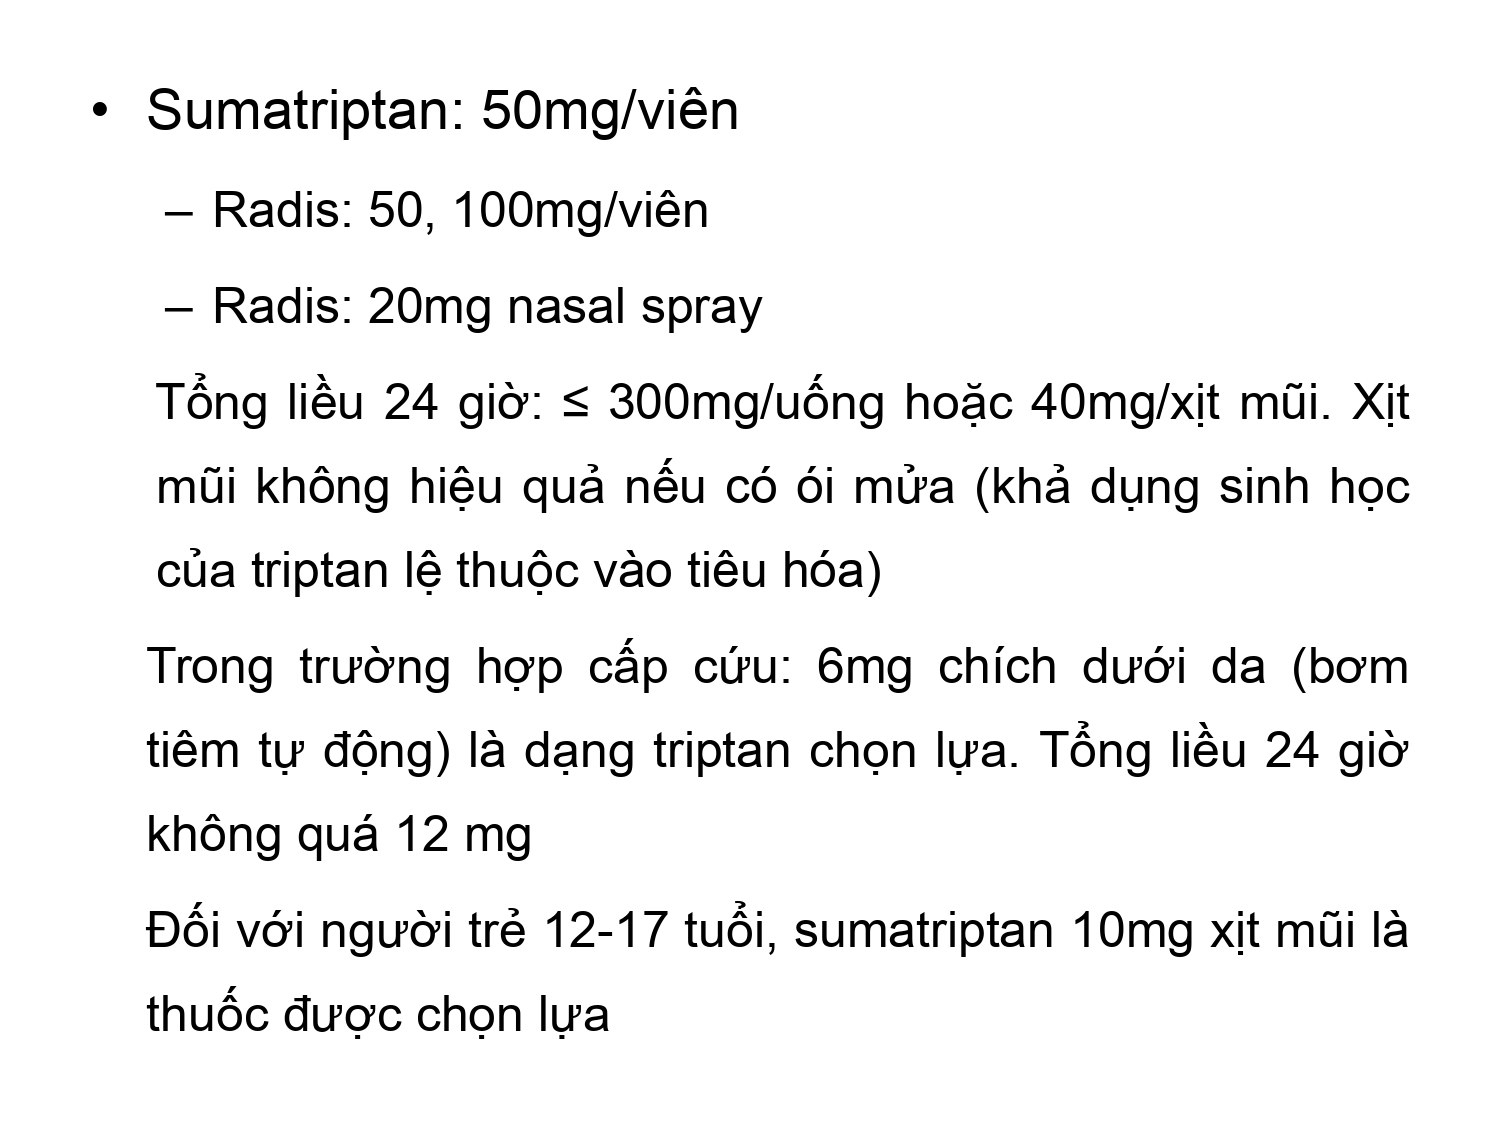 • Sumatriptan: 50mg/viên
– Radis: 50, 100mg/viên
– Radis: 20mg nasal spray
Tổng liều 24 giờ: ≤ 300mg/uống hoặc 40mg/xịt mũi. Xịt
mũi không hiệu quả nếu có ói mửa (khả dụng sinh học
của triptan lệ thuộc vào tiêu hóa)
Trong trường hợp cấp cứu: 6mg chích dưới da (bơm
tiêm tự động) là dạng triptan chọn lựa. Tổng liều 24 giờ
không quá 12 mg
Đối với người trẻ 12-17 tuổi, sumatriptan 10mg xịt mũi là
thuốc được chọn lựa